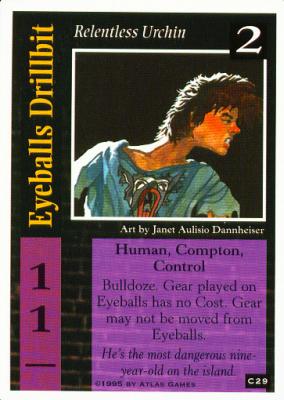 Eyeballs Drillbit
Relentless Urchin
2
Art by Janet Aulisio Dannheiser
1
1
—
Human, Compton,
Control
Bulldoze. Gear played on
Eyeballs has no Cost. Gear
may not be moved from
Eyeballs.
He's the most dangerous nine-
year-old on the island.
©1995 BY ATLAS GAMES
C29